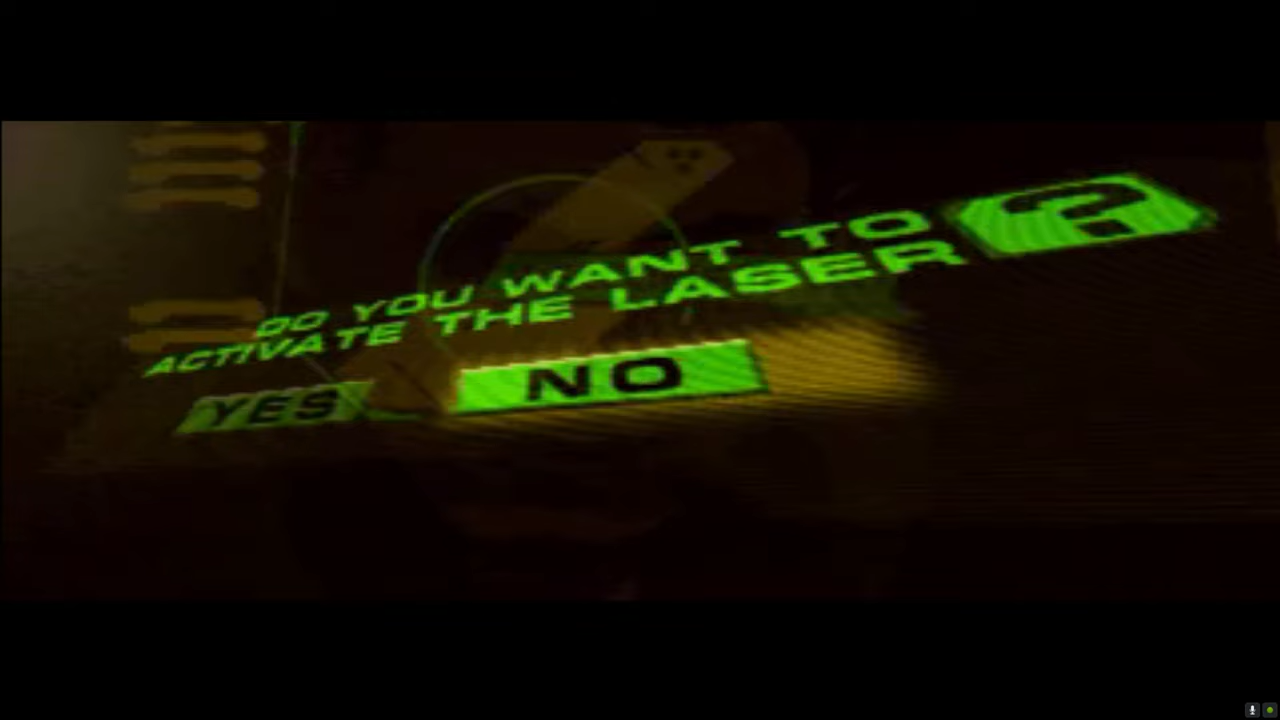 DO YOU WANT TO
ACTIVATE THE LASER ?
YES NO